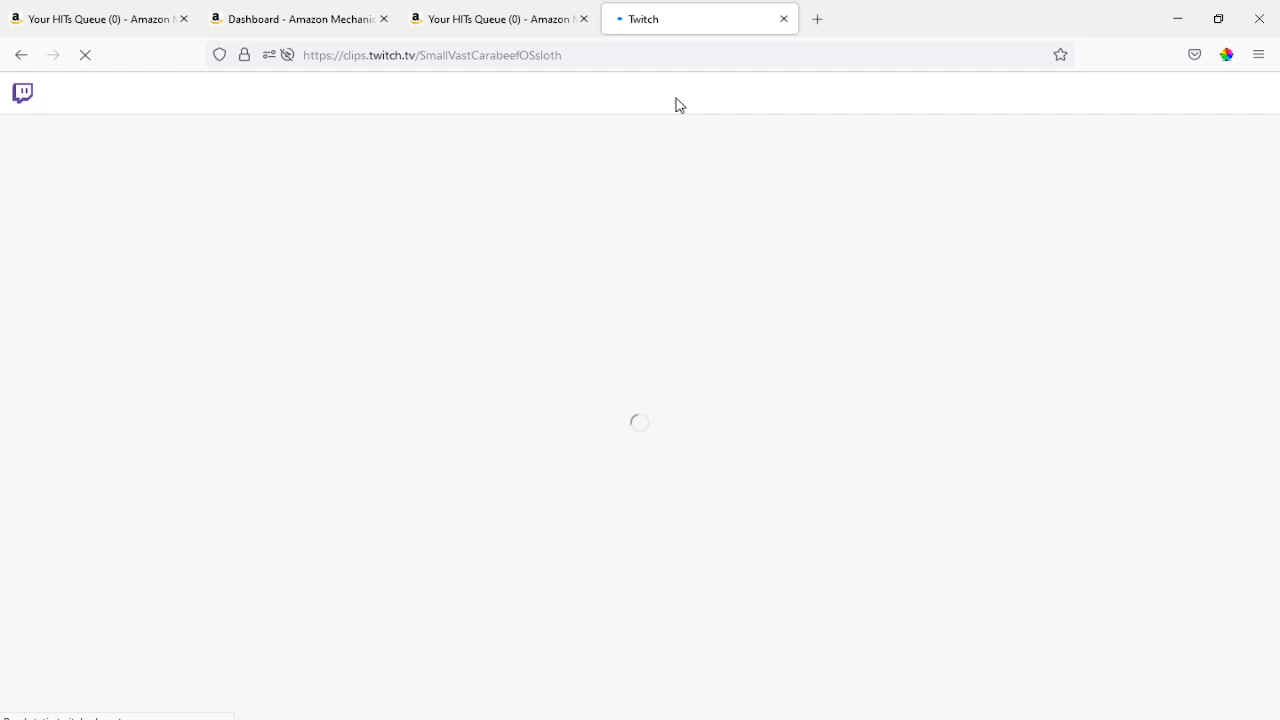 Your HITs Queue (0) - Amazon M
Dashboard - Amazon Mechanic
Your HITs Queue (0) - Amazon M
Twitch
https://clips.twitch.tv/SmallVastCarabeefOSsloth